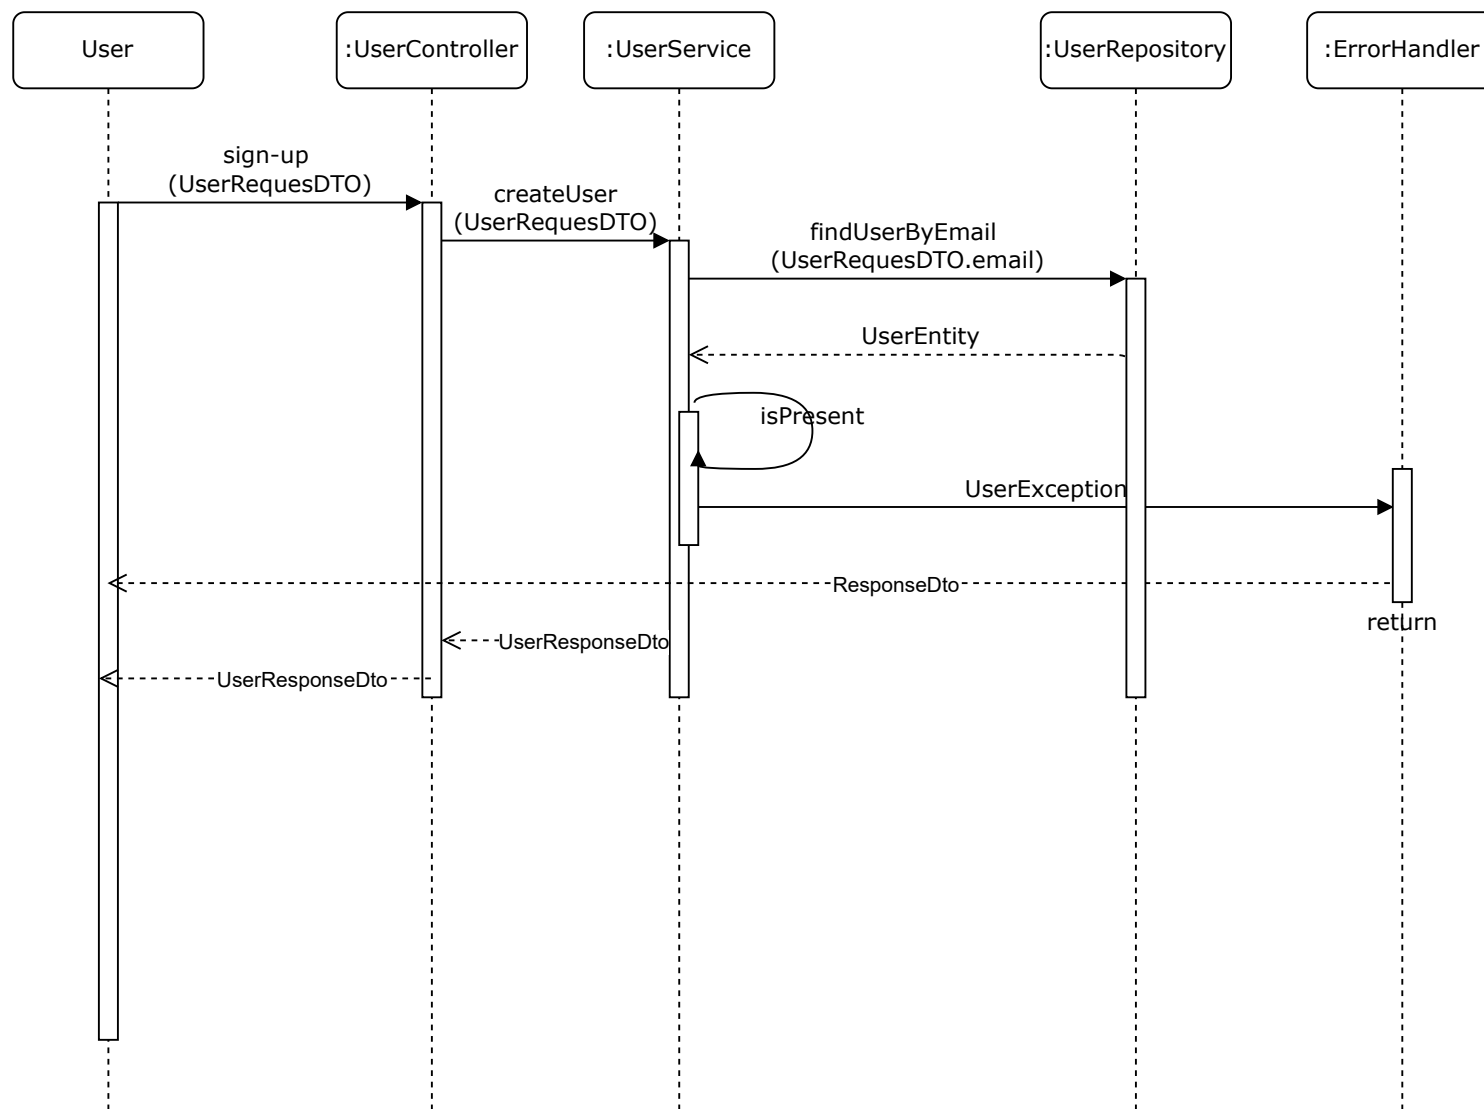 User
:UserController
:UserService
:UserRepository
:ErrorHandler
sign-up
(UserRequesDTO)
createUser
(UserRequesDTO)
findUserByEmail
(UserRequesDTO.email)
UserEntity
isPresent
UserException
ResponseDto
return
UserResponseDto
UserResponseDto